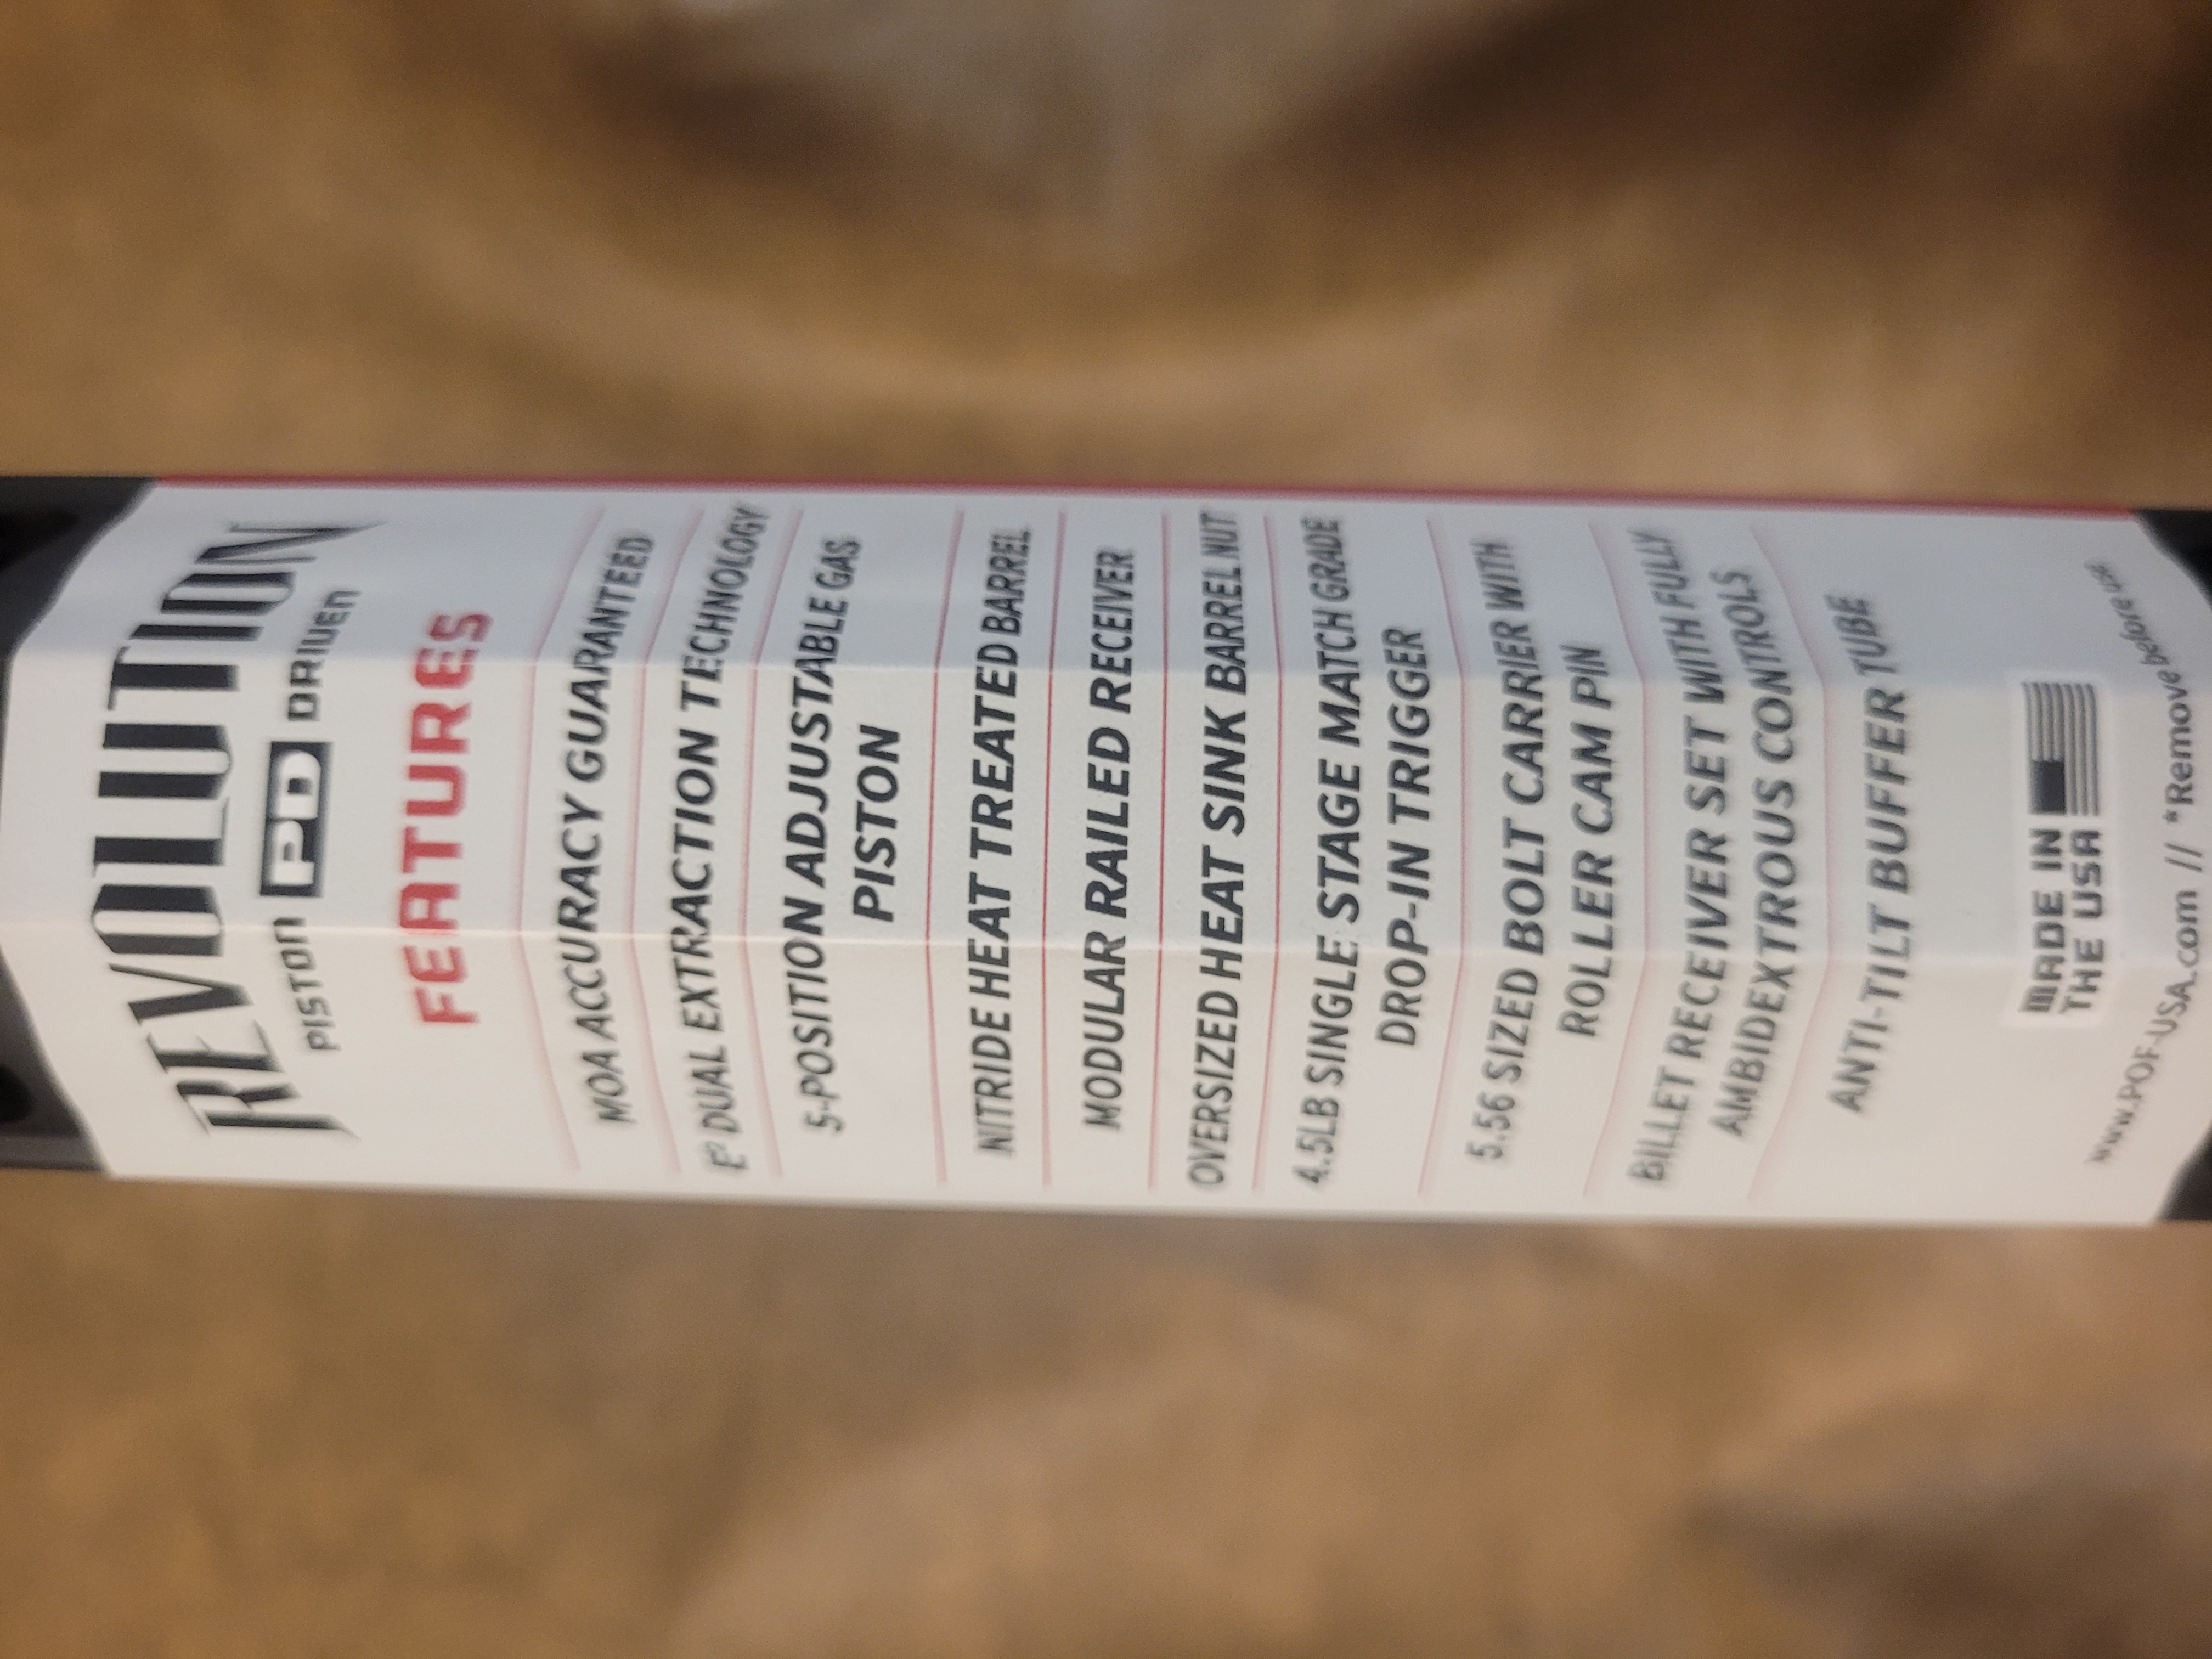 REVOLUTION
PISTON PD DRIVEN
FEATURES
MOA ACCURACY GUARANTEED
E² DUAL EXTRACTION TECHNOLOGY
5-POSITION ADJUSTABLE GAS
PISTON
NITRIDE HEAT TREATED BARREL
MODULAR RAILED RECEIVER
OVERSIZED HEAT SINK BARREL NUT
4.5LB SINGLE STAGE MATCH GRADE
DROP-IN TRIGGER
5.56 SIZED BOLT CARRIER WITH
ROLLER CAM PIN
BILLET RECEIVER SET WITH FULLY
AMBIDEXTROUS CONTROLS
ANTI-TILT BUFFER TUBE
MADE IN
THE USA
www.POF-USA.com // *Remove before use